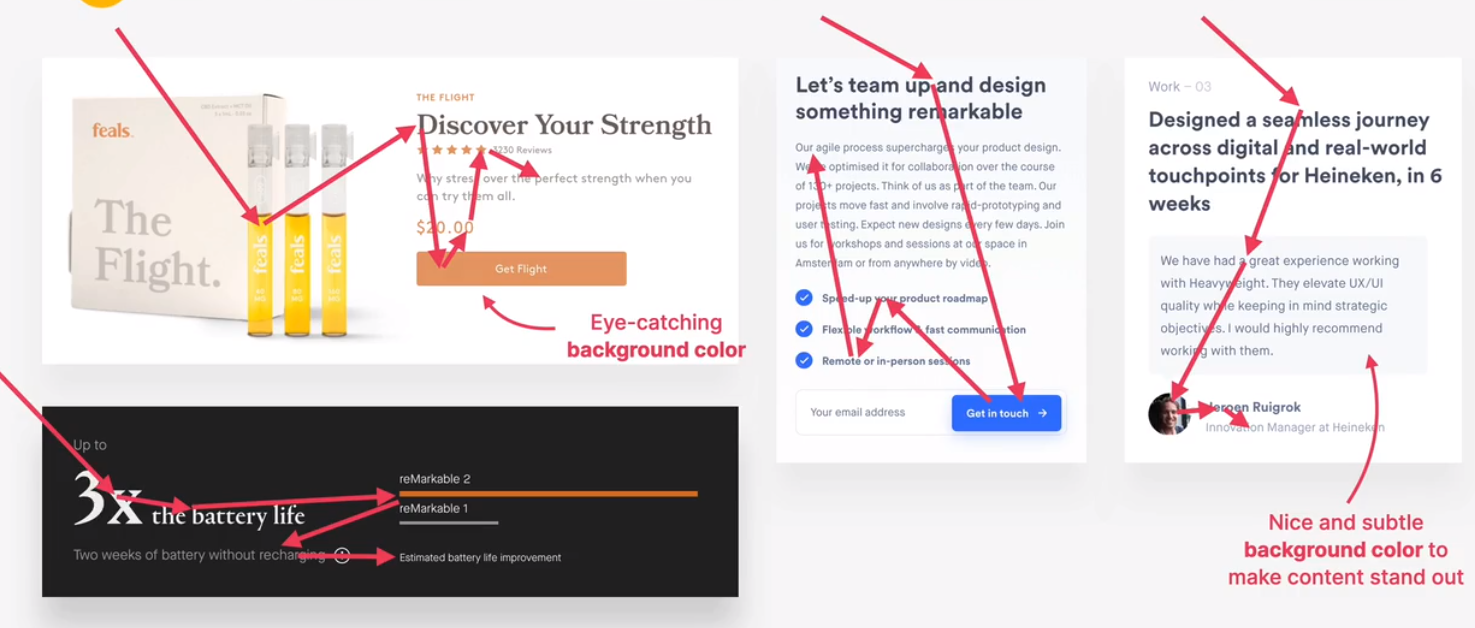 feals.
The
Flight.
feals
feals
feals
THE FLIGHT
Discover Your Strength
3230 Reviews
Why stress over the perfect strength when you
can try them all.
$20.00
Get Flight
Eye-catching
background color
Up to
3x the battery life
Two weeks of battery without recharging
reMarkable 2
reMarkable 1
Estimated battery life improvement
Let's team up and design
something remarkable
Our agile process supercharges your product design.
We've optimised it for collaboration over the course
of 130+ projects. Think of us as part of the team. Our
projects move fast and involve rapid-prototyping and
user testing. Expect new designs every few days. Join
us for workshops and sessions at our space in
Amsterdam or from anywhere by video.
Speed-up your product roadmap
Flexible workflow & fast communication
Remote or in-person sessions
Your email address
Get in touch →
Work – 03
Designed a seamless journey
across digital and real-world
touchpoints for Heineken, in 6
weeks
We have had a great experience working
with Heavyweight. They elevate UX/UI
quality while keeping in mind strategic
objectives. I would highly recommend
working with them.
Jeroen Ruigrok
Innovation Manager at Heineken
Nice and subtle
background color to
make content stand out